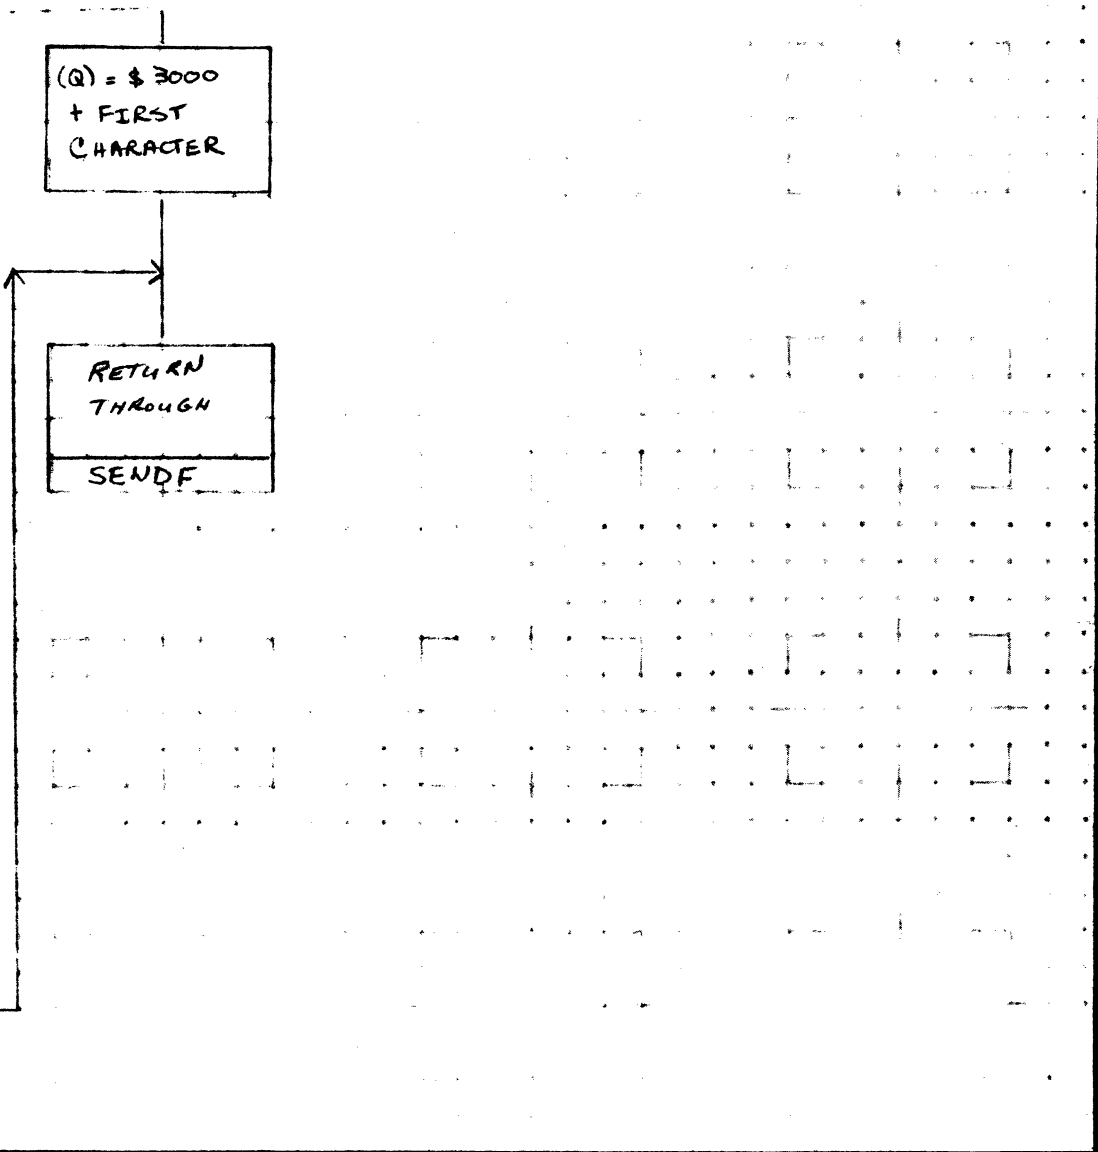 (Q) = $3000
+ FIRST
CHARACTER
RETURN
THROUGH
SENDF